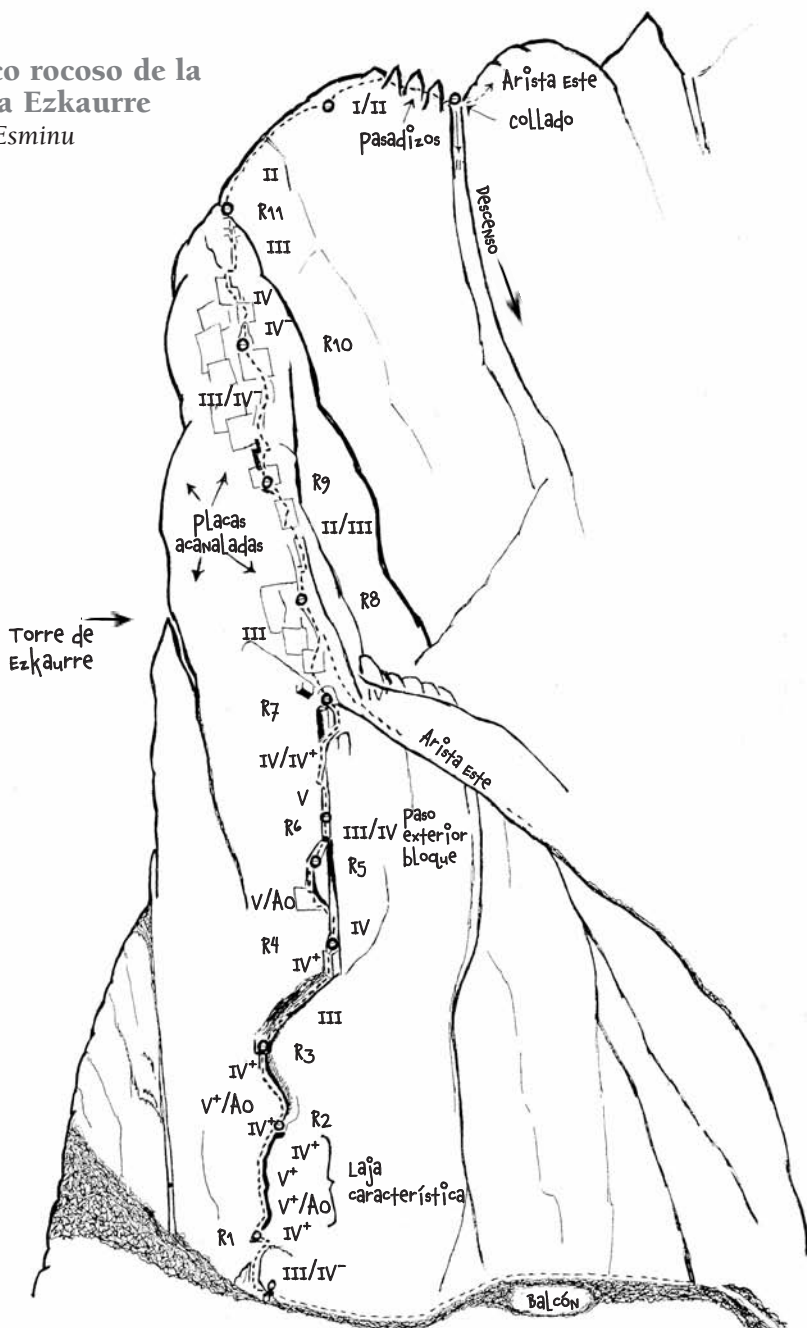 co rocoso de la
a Ezkaurre
Esminu
Arista Este
I/II
collado
Pasadizos
II
Descenso
R11
III
IV
IV-
R10
III/IV-
R9
Placas
acanaladas
II/III
R8
Torre de
Ezkaurre
III
IV
R7
Arista Este
IV/IV+
V
R6
III/IV
Paso
exterior
bloque
R5
V/A0
IV
R4
IV+
III
R3
IV+
V+/A0
R2
IV+
IV+
V+
Laja
característica
V+/A0
R1
IV+
III/IV-
Balcón